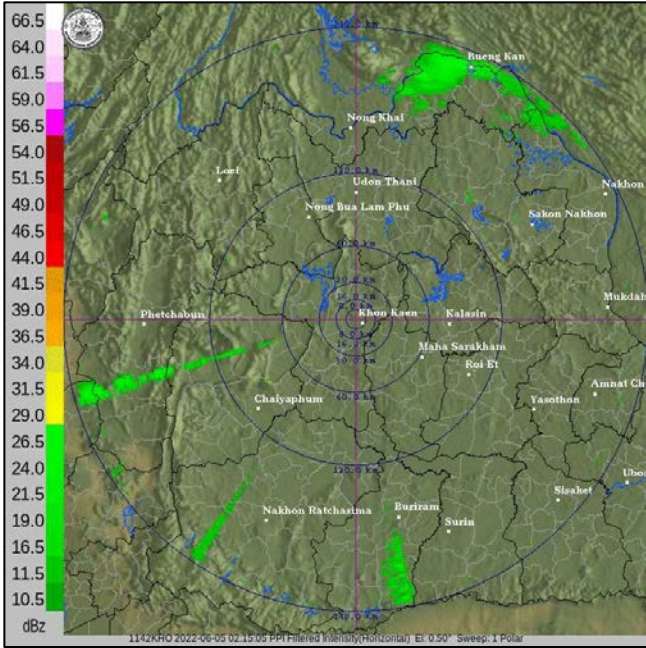 66.5
64.0
61.5
59.0
56.5
54.0
51.5
49.0
46.5
44.0
41.5
39.0
36.5
34.0
31.5
29.0
26.5
24.0
21.5
19.0
16.5
13.0
10.5
dBz
Bueng Kan
Nong Khai
Loei
Udon Thani
Nakhon
Nong Bua Lam Phu
Sakon Nakhon
Mukdah
Phetchabun
Khon Kaen
Kalasin
Maha Sarakham
Roi-Et
Amnat Ch
Chaiyaphum
Yasothon
Ubon
Sisaket
Nakhon Ratchasima
Buriram
Surin
120.0 km
60.0 km
1142KHO 2022-06-05 02:15:05 PPI Filtered Intensity(Horizontal) El: 0.50° Sweep: 1 Polar